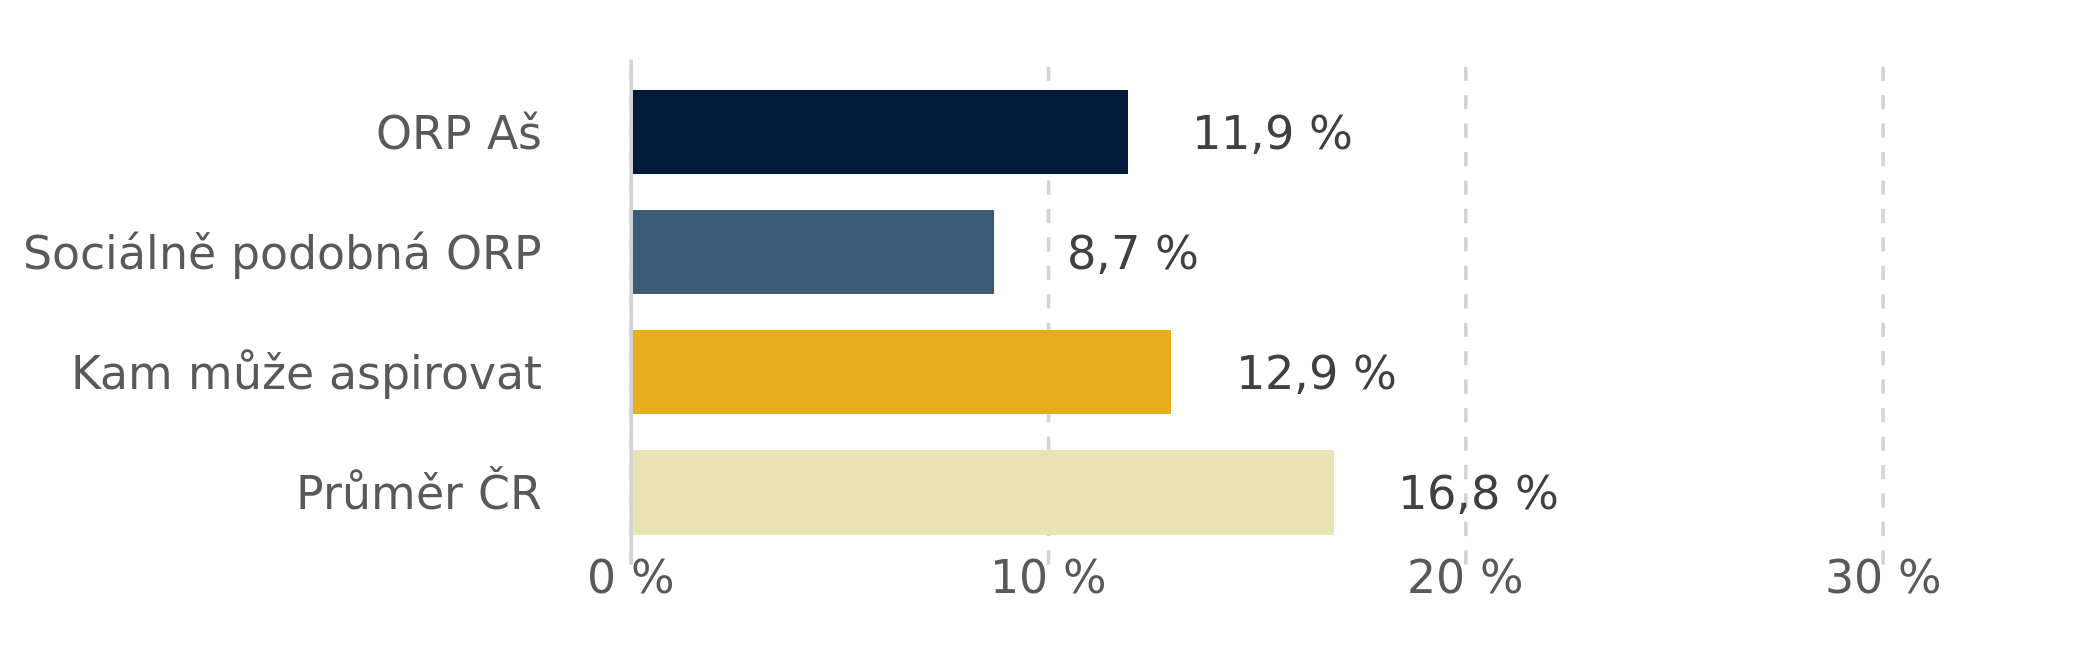 ORP Aš 11,9 %
Sociálně podobná ORP 8,7 %
Kam může aspirovat 12,9 %
Průměr ČR 16,8 %
0 % 10 % 20 % 30 %